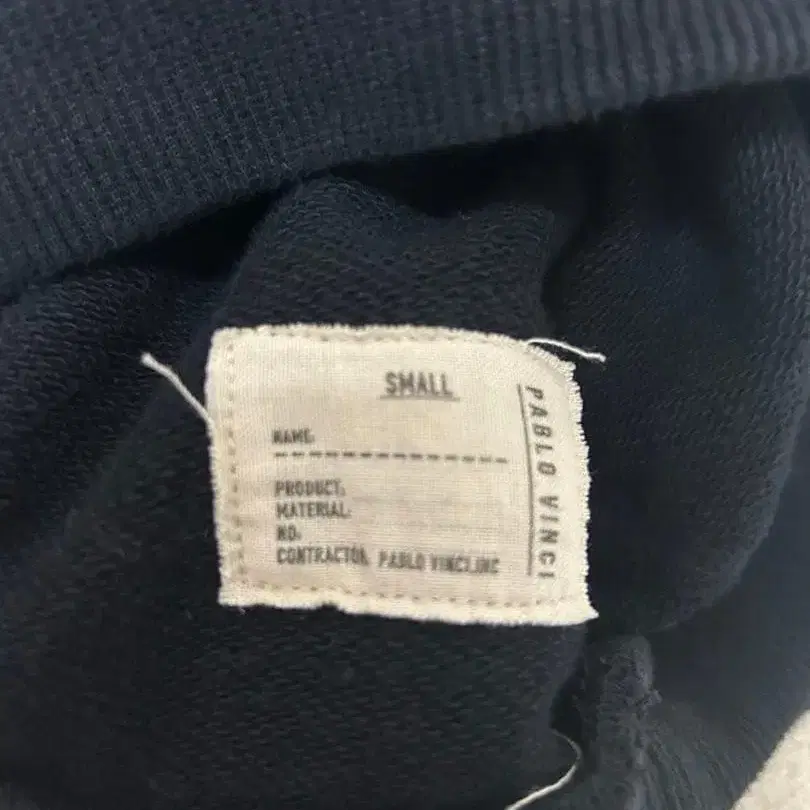 SMALL
NAME:
PRODUCT:
MATERIAL:
NO:
CONTRACTOR, PABLO VINCI.INC
PABLO VINCI